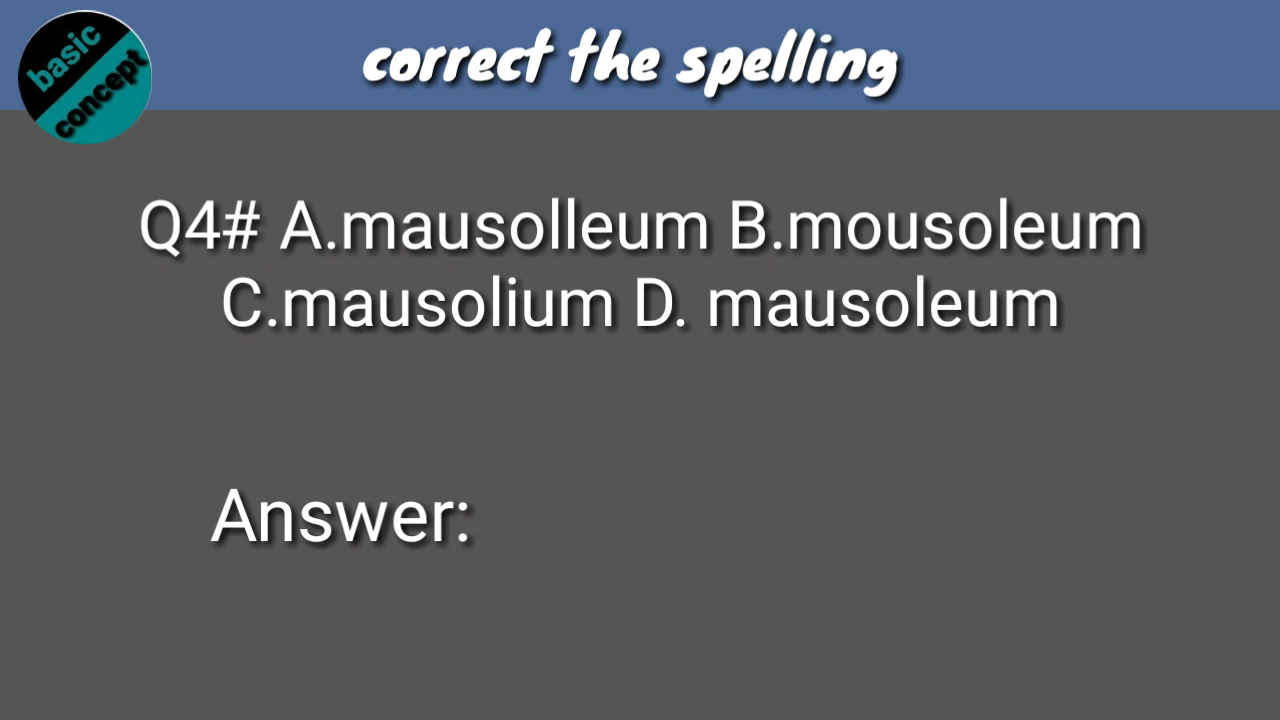 basic
concept
correct the spelling
Q4# A.mausolleum B.mousoleum
C.mausolium D. mausoleum
Answer: